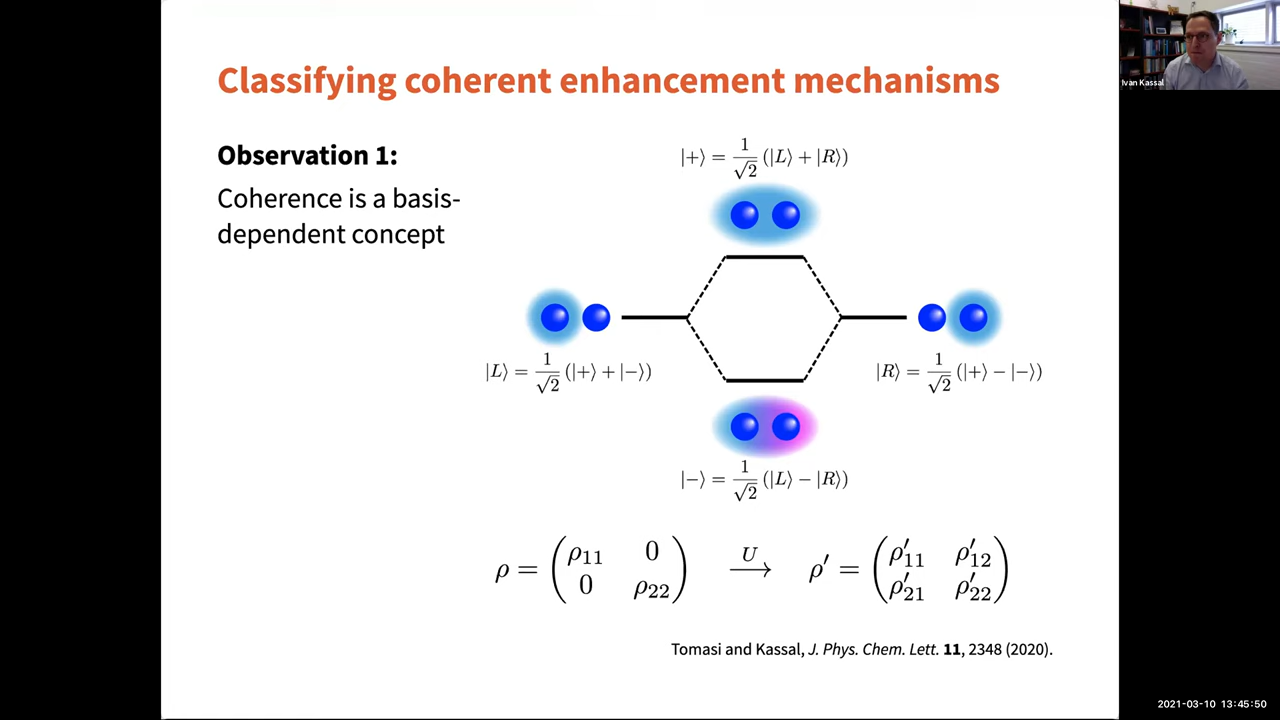 Classifying coherent enhancement mechanisms
Observation 1:
Coherence is a basis-
dependent concept
|+⟩ = 1/√2 (|L⟩ + |R⟩)
|L⟩ = 1/√2 (|+⟩ + |−⟩)
|R⟩ = 1/√2 (|+⟩ − |−⟩)
|−⟩ = 1/√2 (|L⟩ − |R⟩)
ρ = (ρ11 0
0 ρ22) U ⟶ ρ′ = (ρ′11 ρ′12
ρ′21 ρ′22)
Tomasi and Kassal, J. Phys. Chem. Lett. 11, 2348 (2020).
Ivan Kassal
2021-03-10 13:45:50